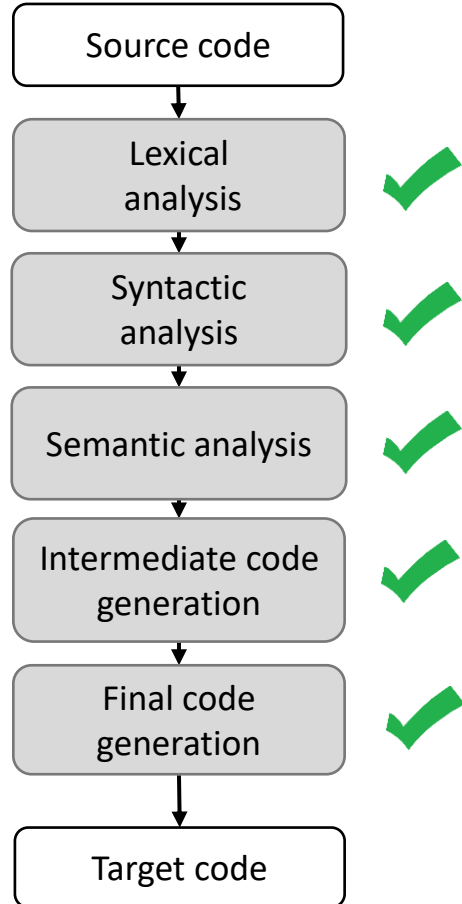 Source code
Lexical
analysis
Syntactic
analysis
Semantic analysis
Intermediate code
generation
Final code
generation
Target code